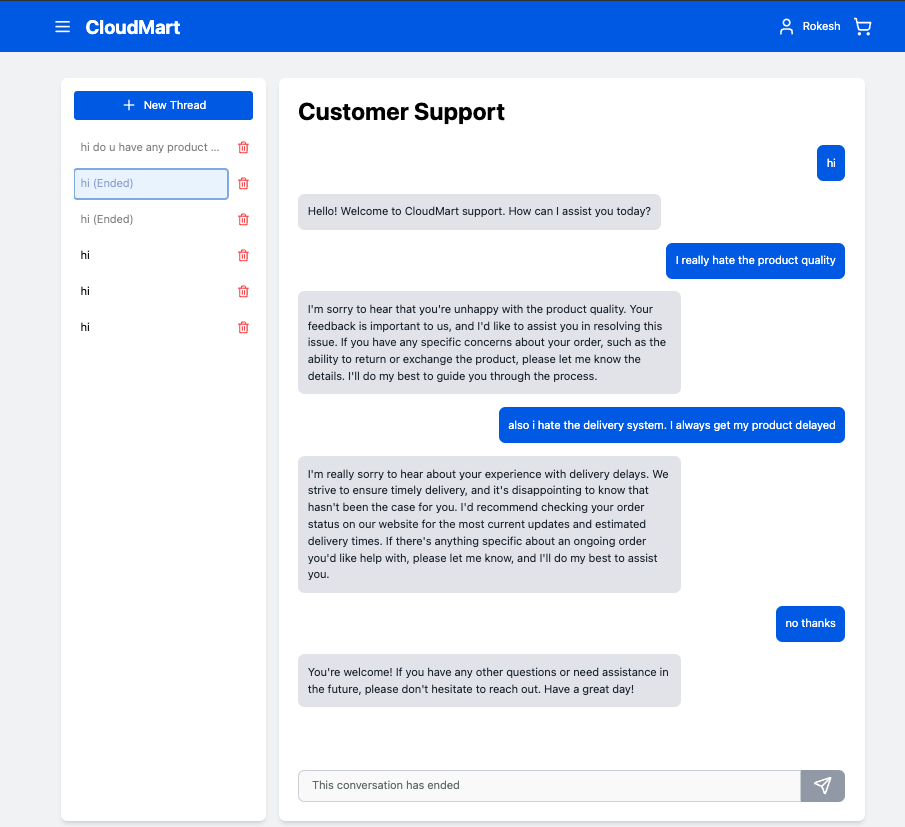 CloudMart
Rokesh
New Thread
hi do u have any product ...
hi (Ended)
hi (Ended)
hi
hi
hi
Customer Support
hi
Hello! Welcome to CloudMart support. How can I assist you today?
I really hate the product quality
I'm sorry to hear that you're unhappy with the product quality. Your
feedback is important to us, and I'd like to assist you in resolving this
issue. If you have any specific concerns about your order, such as the
ability to return or exchange the product, please let me know the
details. I'll do my best to guide you through the process.
also i hate the delivery system. I always get my product delayed
I'm really sorry to hear about your experience with delivery delays. We
strive to ensure timely delivery, and it's disappointing to know that
hasn't been the case for you. I'd recommend checking your order
status on our website for the most current updates and estimated
delivery times. If there's anything specific about an ongoing order
you'd like help with, please let me know, and I'll do my best to assist
you.
no thanks
You're welcome! If you have any other questions or need assistance in
the future, please don't hesitate to reach out. Have a great day!
This conversation has ended